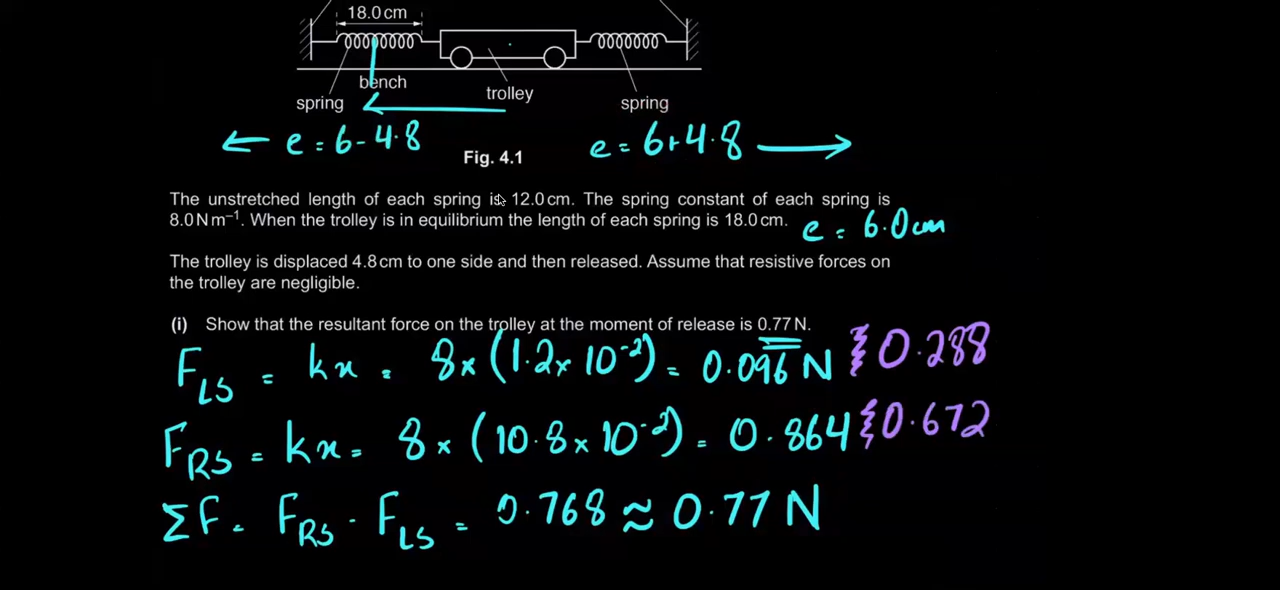 18.0 cm
bench
spring
trolley
spring
e = 6 - 4.8
e = 6+4.8
Fig. 4.1
The unstretched length of each spring is 12.0 cm. The spring constant of each spring is
8.0 N m⁻¹. When the trolley is in equilibrium the length of each spring is 18.0 cm.
e = 6.0cm
The trolley is displaced 4.8 cm to one side and then released. Assume that resistive forces on
the trolley are negligible.
(i) Show that the resultant force on the trolley at the moment of release is 0.77 N.
F_LS = kx = 8 x (1.2 x 10⁻²) = 0.096 N 0.288
F_RS = kx = 8 x (10.8 x 10⁻²) = 0.864 0.672
ΣF = F_RS - F_LS = 0.768 ≈ 0.77 N